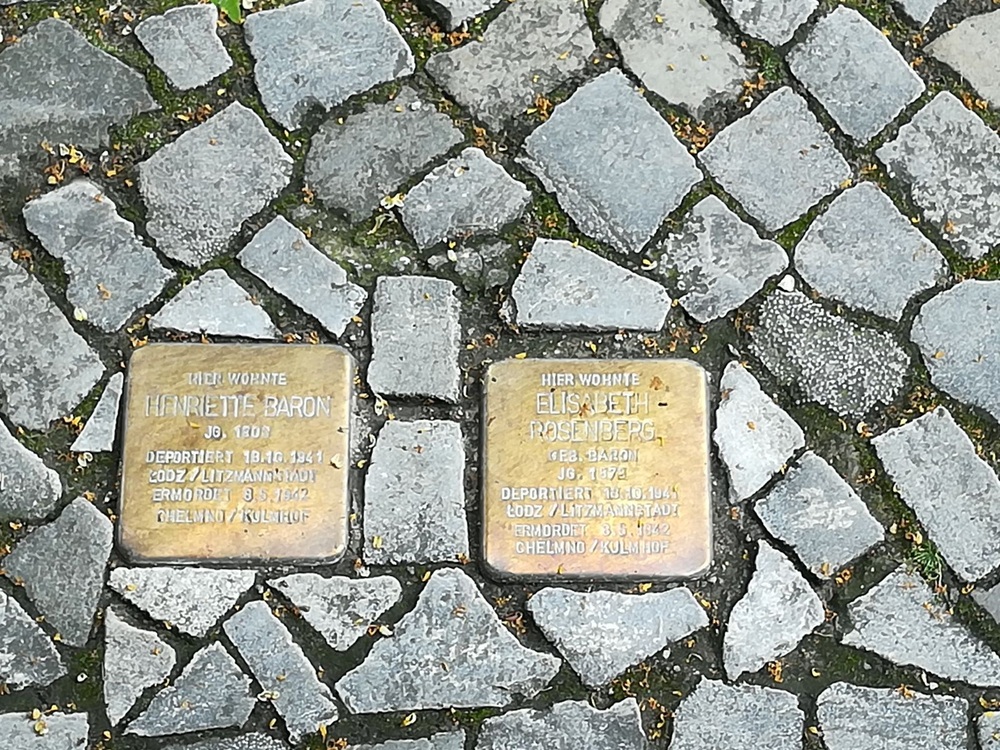 HIER WOHNTE
HENRIETTE BARON
JG.
DEPORTIERT 18.10.1941
ŁODZ / LITZMANNSTADT
ERMORDET 8.5.1942
CHELMNO / KULMHOF
HIER WOHNTE
ELISABETH
ROSENBERG
GEB. BARON
JG.
DEPORTIERT 18.10.1941
ŁODZ / LITZMANNSTADT
ERMORDET 8.5.1942
CHELMNO / KULMHOF